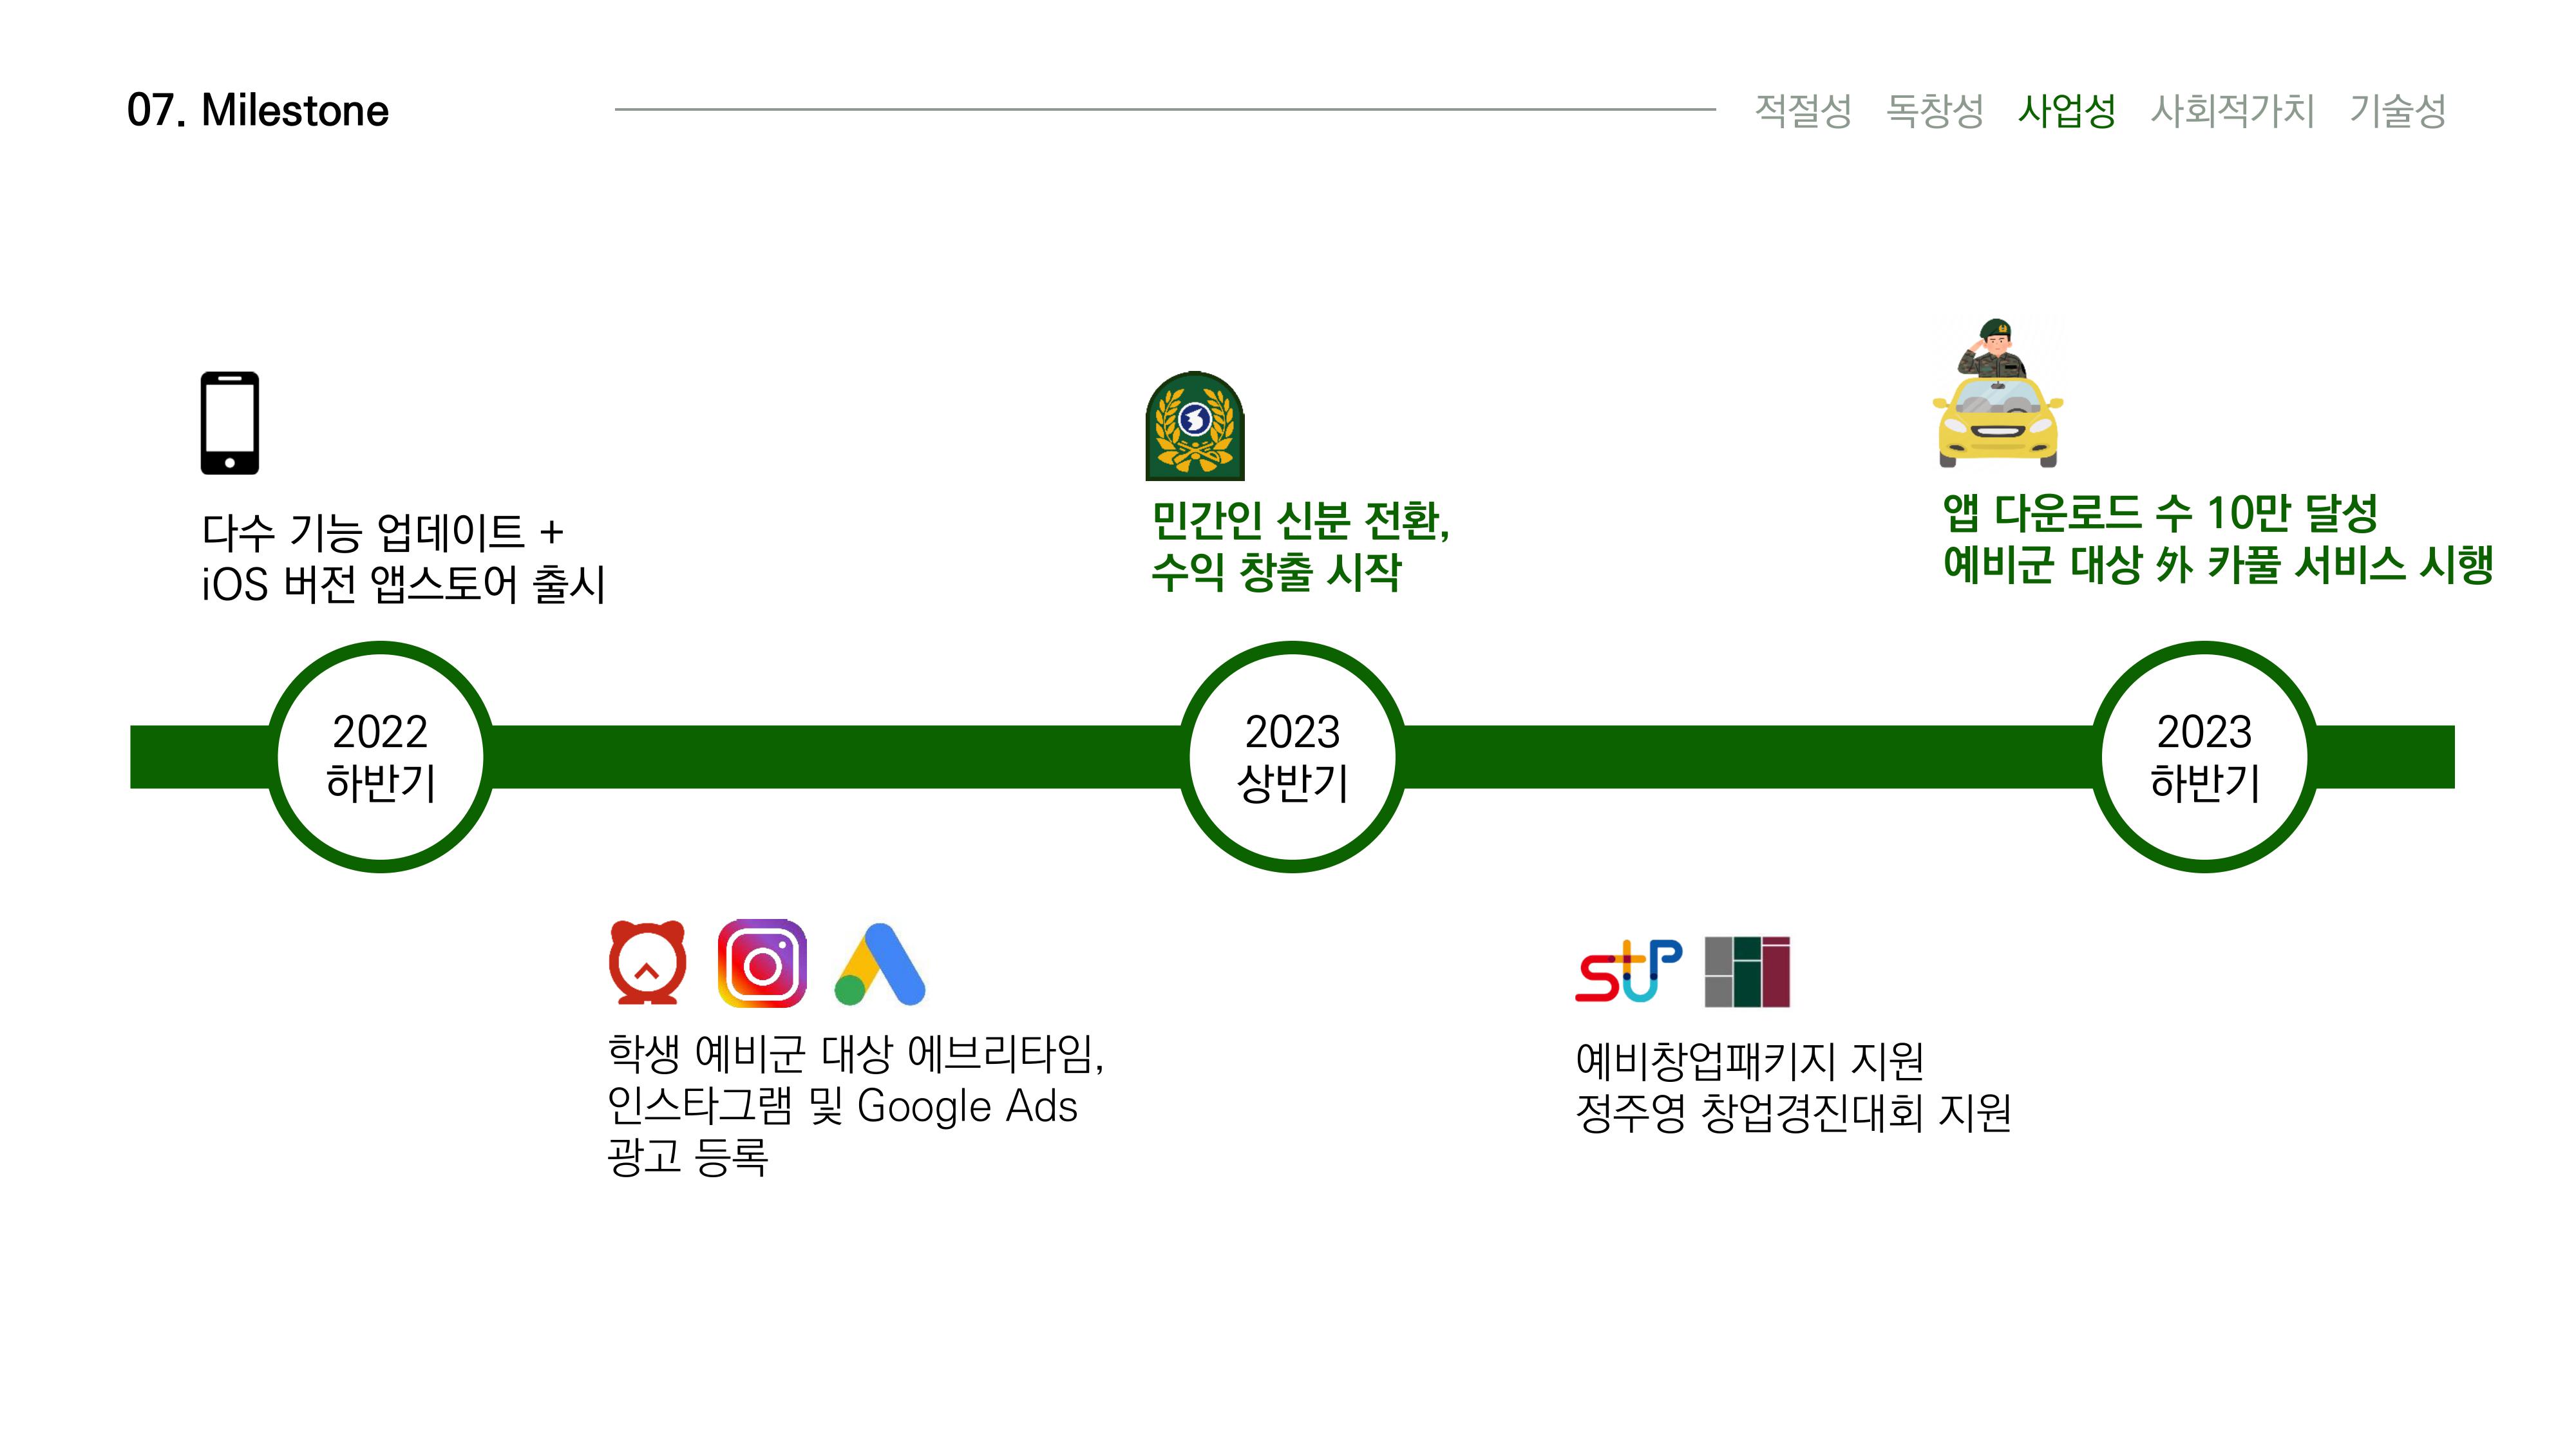 07. Milestone
적절성 독창성 사업성 사회적가치 기술성
다수 기능 업데이트 +
iOS 버전 앱스토어 출시
민간인 신분 전환,
수익 창출 시작
앱 다운로드 수 10만 달성
예비군 대상 外 카풀 서비스 시행
2022
하반기
2023
상반기
2023
하반기
학생 예비군 대상 에브리타임,
인스타그램 및 Google Ads
광고 등록
stUP
예비창업패키지 지원
정주영 창업경진대회 지원